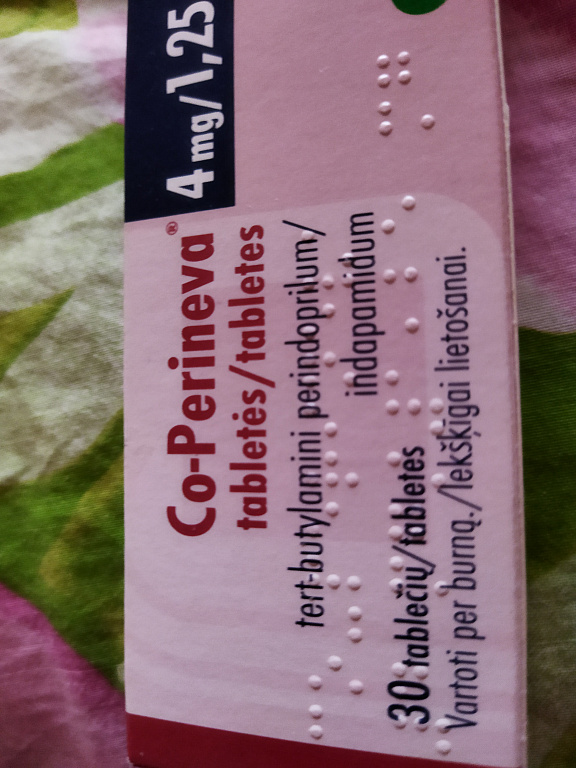 Co-Perineva® 4 mg/1,25
tabletės/tabletes
tert-butylamini perindoprilum/
indapamidum
30 tablečių/tabletes
Vartoti per burną./Iekšķīgai lietošanai.